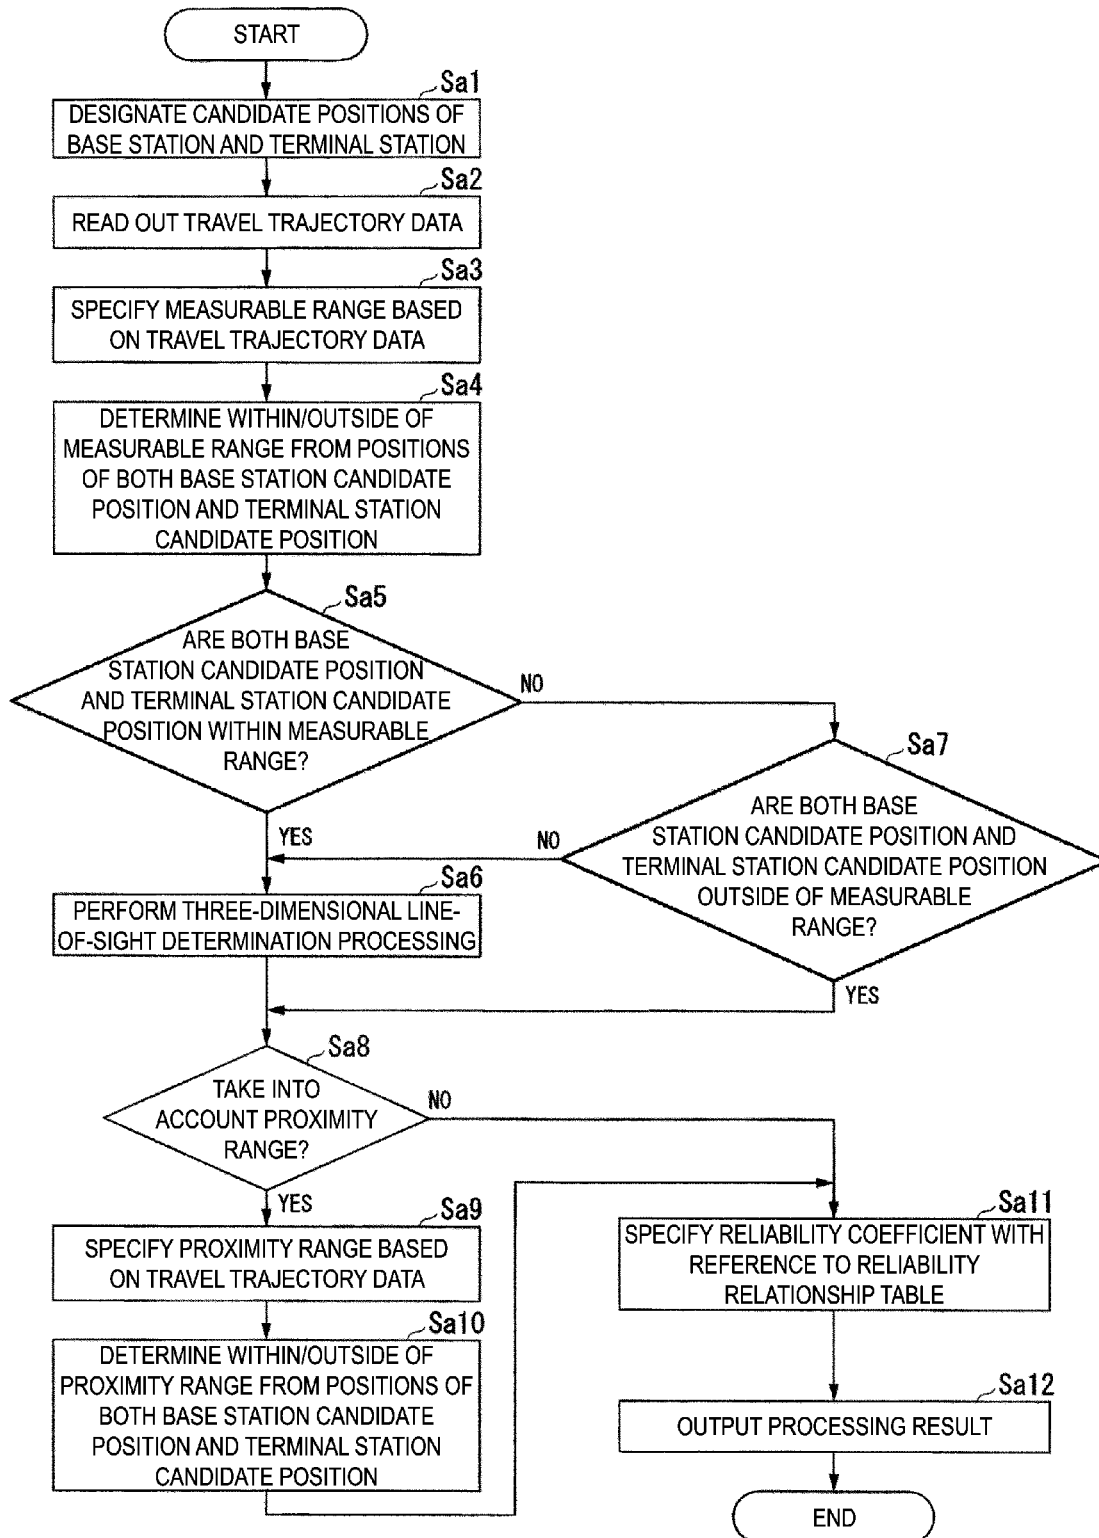 START
Sa1
DESIGNATE CANDIDATE POSITIONS OF
BASE STATION AND TERMINAL STATION
Sa2
READ OUT TRAVEL TRAJECTORY DATA
Sa3
SPECIFY MEASURABLE RANGE BASED
ON TRAVEL TRAJECTORY DATA
Sa4
DETERMINE WITHIN/OUTSIDE OF
MEASURABLE RANGE FROM POSITIONS
OF BOTH BASE STATION CANDIDATE
POSITION AND TERMINAL STATION
CANDIDATE POSITION
Sa5
ARE BOTH BASE
STATION CANDIDATE POSITION
AND TERMINAL STATION CANDIDATE
POSITION WITHIN MEASURABLE
RANGE?
NO
YES
Sa7
ARE BOTH BASE
STATION CANDIDATE POSITION AND
TERMINAL STATION CANDIDATE POSITION
OUTSIDE OF MEASURABLE
RANGE?
NO
YES
Sa6
PERFORM THREE-DIMENSIONAL LINE-
OF-SIGHT DETERMINATION PROCESSING
Sa8
TAKE INTO
ACCOUNT PROXIMITY
RANGE?
NO
YES
Sa9
SPECIFY PROXIMITY RANGE BASED
ON TRAVEL TRAJECTORY DATA
Sa10
DETERMINE WITHIN/OUTSIDE OF
PROXIMITY RANGE FROM POSITIONS OF
BOTH BASE STATION CANDIDATE
POSITION AND TERMINAL STATION
CANDIDATE POSITION
Sa11
SPECIFY RELIABILITY COEFFICIENT WITH
REFERENCE TO RELIABILITY
RELATIONSHIP TABLE
Sa12
OUTPUT PROCESSING RESULT
END